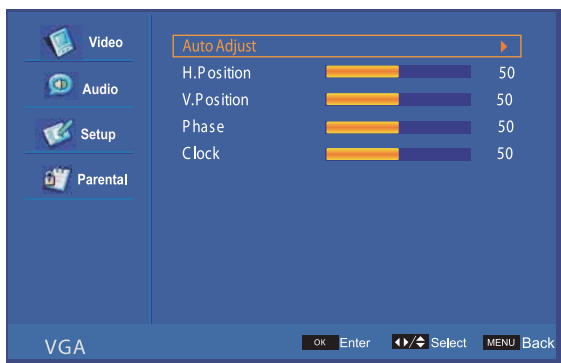 Video
Audio
Setup
Parental
Auto Adjust
H.Position 50
V.Position 50
Phase 50
Clock 50
VGA
OK Enter Select MENU Back